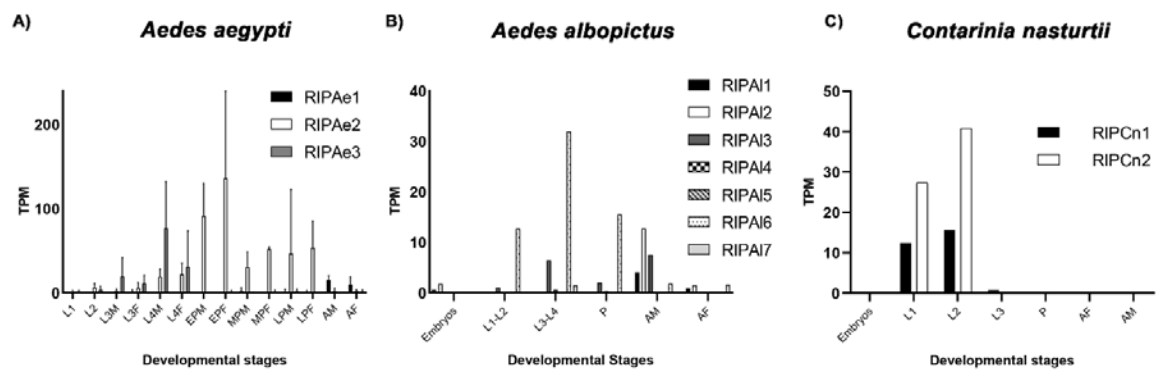 A) Aedes aegypti
TPM
200
100
0
RIPAe1
RIPAe2
RIPAe3
L1 L2 L3M L3F L4M L4F EPM EPF MPM MPF LPM LPF AM AF
Developmental stages
B) Aedes albopictus
TPM
40
30
20
10
0
RIPAl1
RIPAl2
RIPAl3
RIPAl4
RIPAl5
RIPAl6
RIPAl7
Embryos L1-L2 L3-L4 P AM AF
Developmental Stages
C) Contarinia nasturtii
TPM
50
40
30
20
10
0
RIPCn1
RIPCn2
Embryos L1 L2 L3 P AF AM
Developmental stages